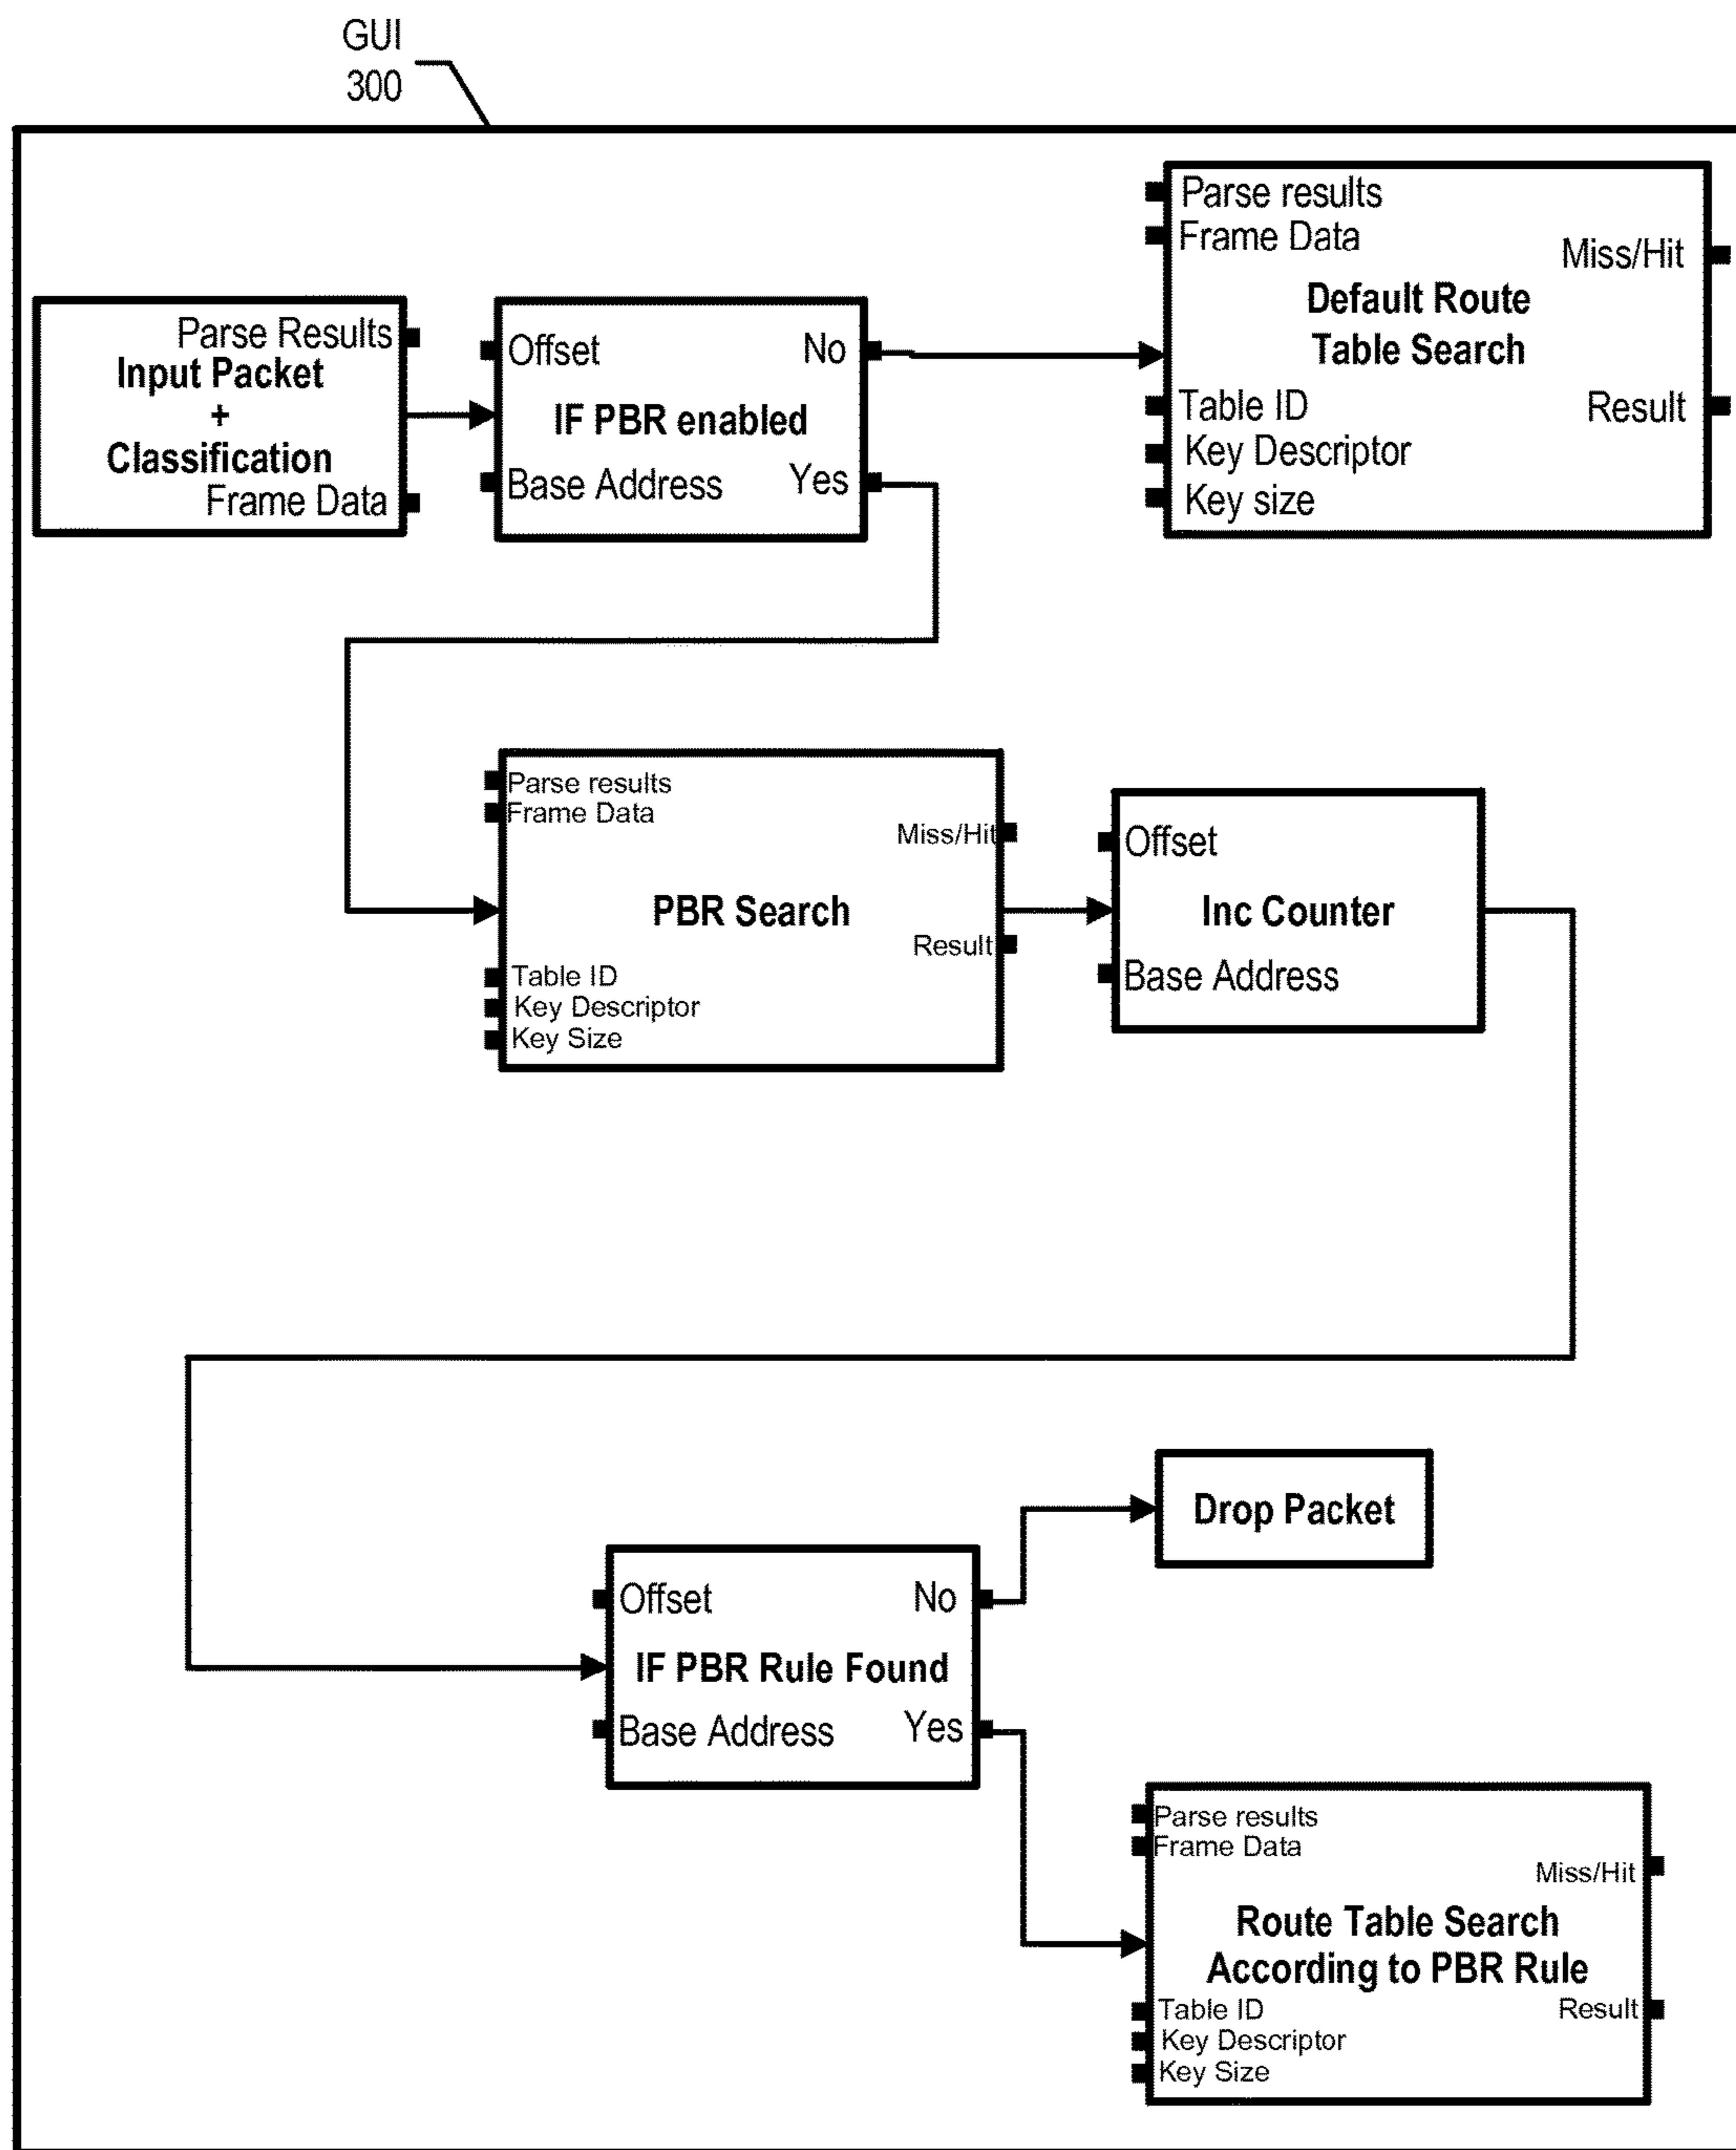 GUI
300
Parse Results
Input Packet
+
Classification
Frame Data
Offset
No
IF PBR enabled
Base Address
Yes
Parse results
Frame Data
Miss/Hit
Default Route
Table Search
Table ID
Result
Key Descriptor
Key size
Parse results
Frame Data
Miss/Hit
PBR Search
Result
Table ID
Key Descriptor
Key Size
Offset
Inc Counter
Base Address
Offset
No
IF PBR Rule Found
Base Address
Yes
Drop Packet
Parse results
Frame Data
Miss/Hit
Route Table Search
According to PBR Rule
Table ID
Result
Key Descriptor
Key Size